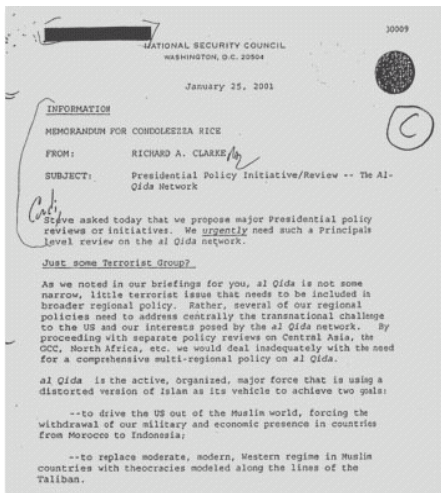 30009
NATIONAL SECURITY COUNCIL
WASHINGTON, D.C. 20504
January 25, 2001
C
INFORMATION
MEMORANDUM FOR CONDOLEEZZA RICE
FROM: RICHARD A. CLARKE
SUBJECT: Presidential Policy Initiative/Review -- The Al-
Qida Network
Condi,
Steve asked today that we propose major Presidential policy
reviews or initiatives. We urgently need such a Principals
level review on the al Qida network.
Just some Terrorist Group?
As we noted in our briefings for you, al Qida is not some
narrow, little terrorist issue that needs to be included in
broader regional policy. Rather, several of our regional
policies need to address centrally the transnational challenge
to the US and our interests posed by the al Qida network. By
proceeding with separate policy reviews on Central Asia, the
GCC, North Africa, etc. we would deal inadequately with the need
for a comprehensive multi-regional policy on al Qida.
al Qida is the active, organized, major force that is using a
distorted version of Islam as its vehicle to achieve two goals:
--to drive the US out of the Muslim world, forcing the
withdrawal of our military and economic presence in countries
from Morocco to Indonesia;
--to replace moderate, modern, Western regime in Muslim
countries with theocracies modeled along the lines of the
Taliban.